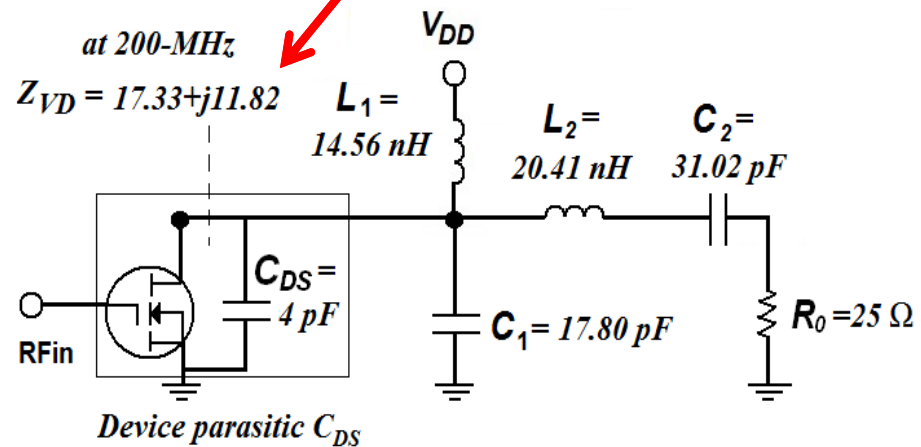 at 200-MHz
Z_VD = 17.33+j11.82
V_DD
L_1 =
14.56 nH
L_2 =
20.41 nH
C_2 =
31.02 pF
C_DS =
4 pF
C_1 = 17.80 pF
R_0 =25 Ω
RFin
Device parasitic C_DS